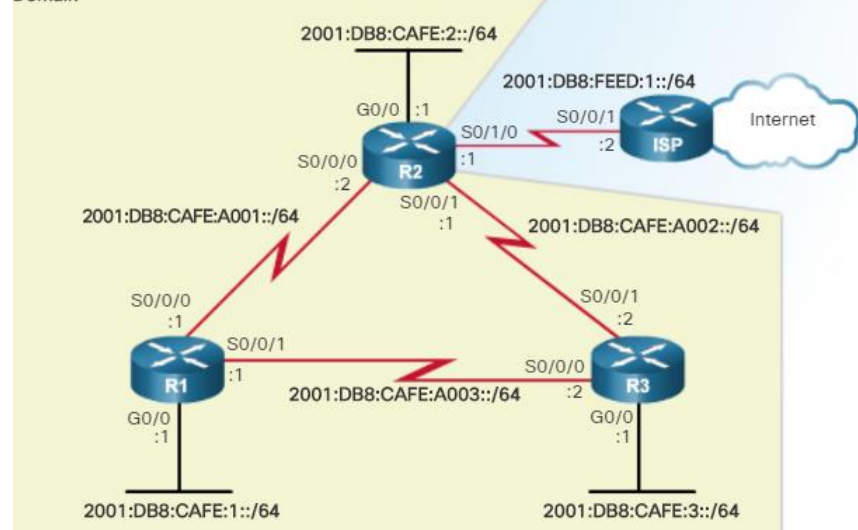 Domain
2001:DB8:CAFE:2::/64
2001:DB8:FEED:1::/64
G0/0 :1
S0/1/0
:1
S0/0/1
:2
ISP
Internet
S0/0/0
:2
R2
S0/0/1
:1
2001:DB8:CAFE:A001::/64
2001:DB8:CAFE:A002::/64
S0/0/0
:1
S0/0/1
:2
S0/0/1
:1
S0/0/0
:2
R1
R3
2001:DB8:CAFE:A003::/64
G0/0
:1
G0/0
:1
2001:DB8:CAFE:1::/64
2001:DB8:CAFE:3::/64